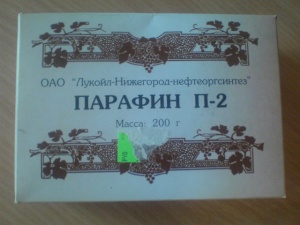 ОАО "Лукойл-Нижегород-нефтеоргсинтез"
ПАРАФИН П-2
Масса: 200 г